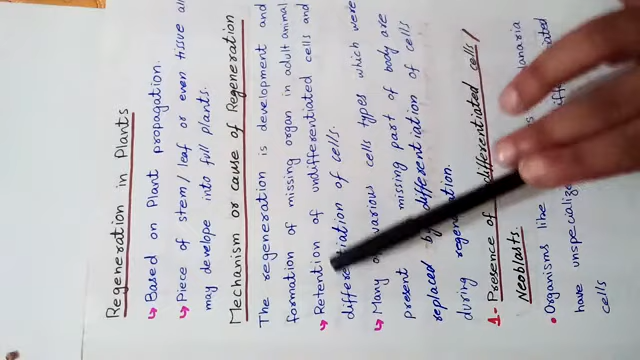 Regeneration in Plants
↳ Based on Plant propagation.
↳ Piece of stem/leaf or even tissue all
may develope into full plants.
Mechanism or cause of Regeneration
The regeneration is development and
formation of missing organ in adult animal
↳ Retention of undifferentiated cells and
differentiation of cells.
↳ Many various cells types which were
present missing part of body are
replaced by differentiation of cells
during regeneration.
1- Presence of differentiated cells/
Neoblasts.
• Organisms like
have unspecialize
cells